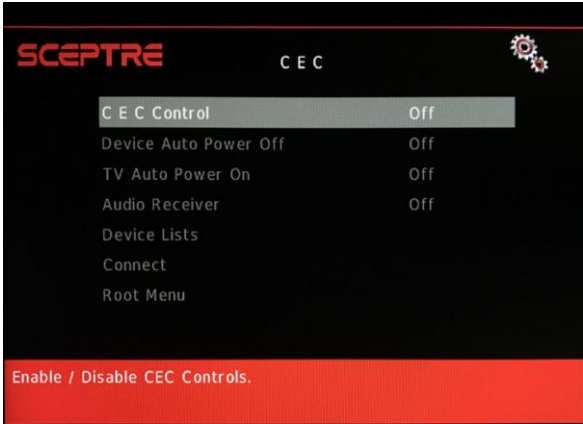 SCEPTRE
C E C
C E C Control Off
Device Auto Power Off Off
TV Auto Power On Off
Audio Receiver Off
Device Lists
Connect
Root Menu
Enable / Disable CEC Controls.